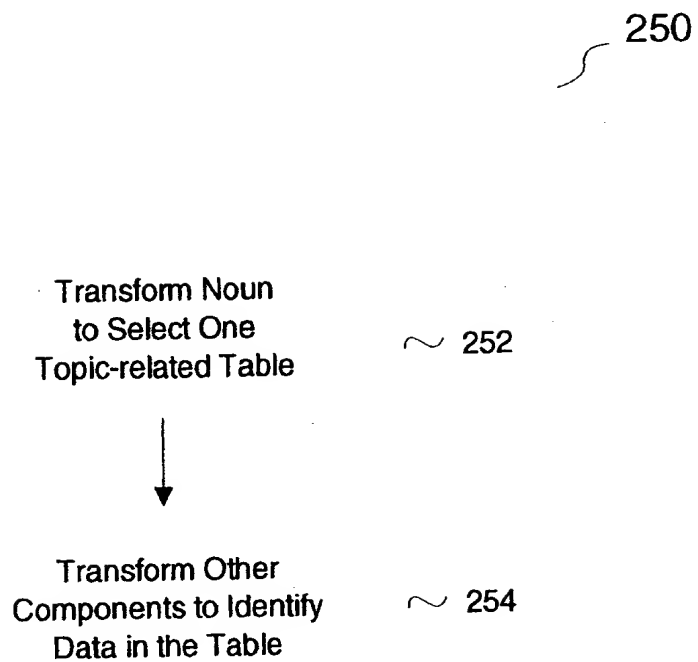 250
Transform Noun
to Select One
Topic-related Table
252
Transform Other
Components to Identify
Data in the Table
254